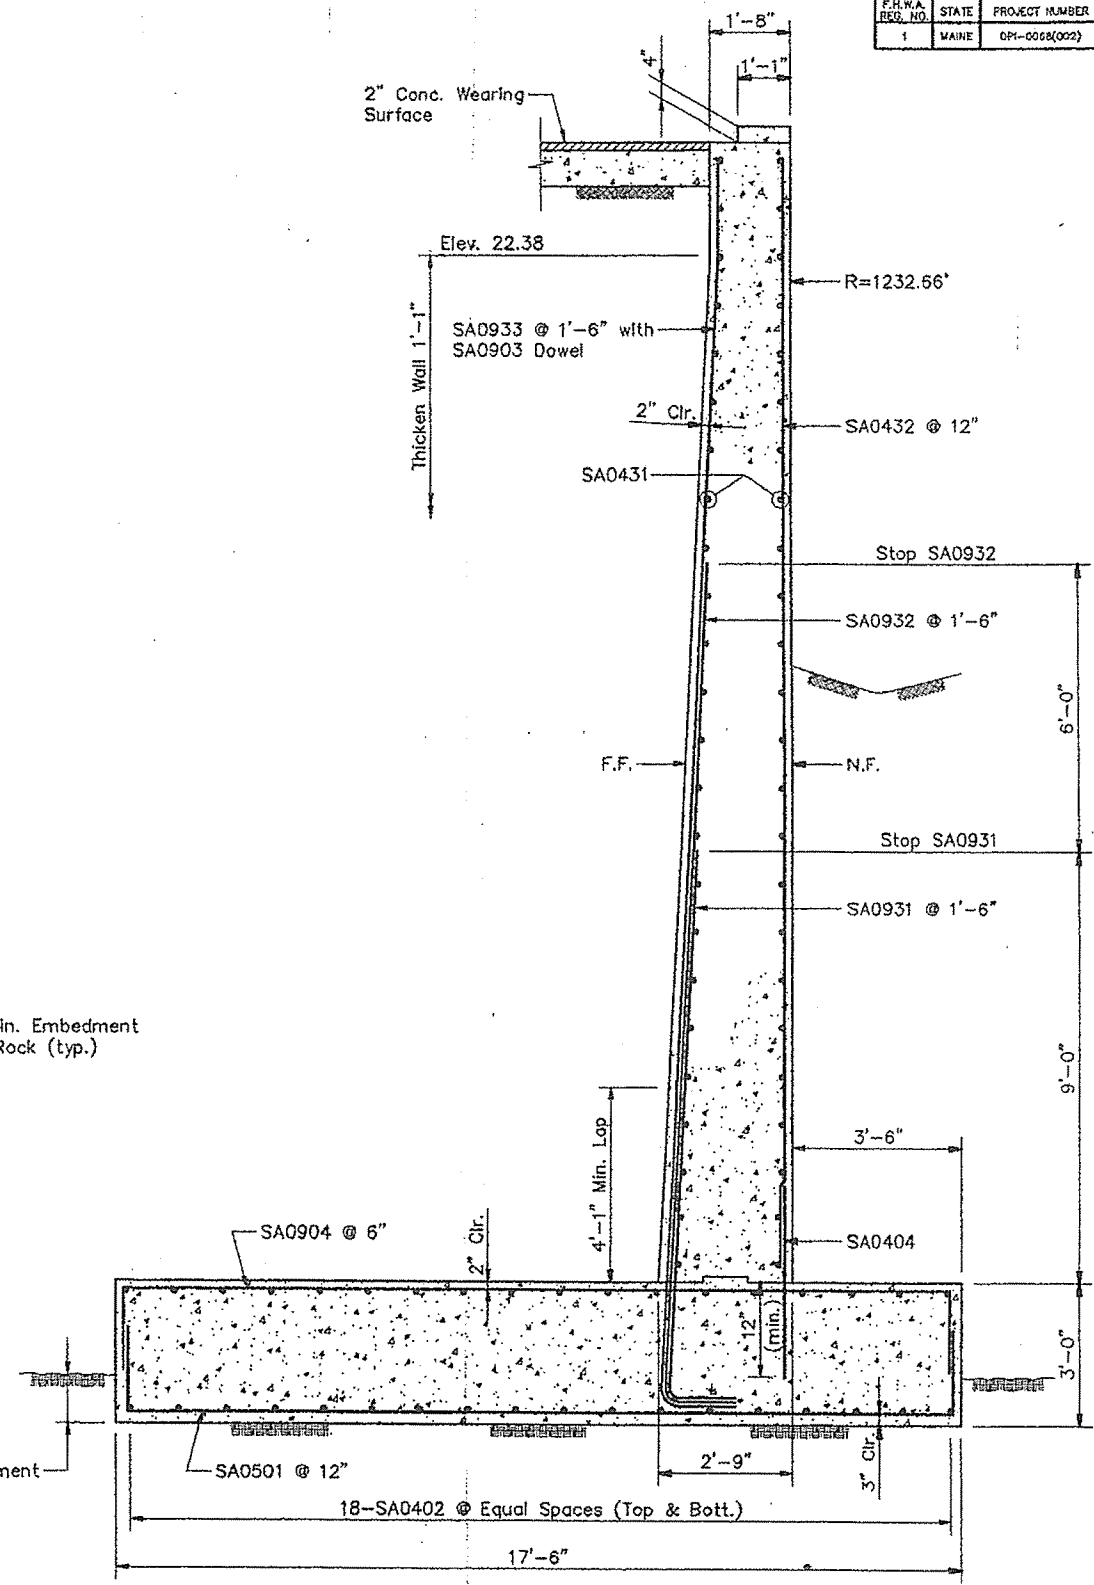 F.H.W.A. REG. NO. STATE PROJECT NUMBER
1 MAINE DPI-0068(002)
1'-8"
1'-1"
4"
2" Conc. Wearing
Surface
Elev. 22.38
R=1232.66'
Thicken Wall 1'-1"
SA0933 @ 1'-6" with
SA0903 Dowel
2" Clr.
SA0432 @ 12"
SA0431
Stop SA0932
SA0932 @ 1'-6"
6'-0"
F.F.
N.F.
Stop SA0931
SA0931 @ 1'-6"
in. Embedment
Rock (typ.)
9'-0"
4'-1" Min. Lap
3'-6"
SA0904 @ 6"
2" Clr.
SA0404
12"
(min.)
3'-0"
ment
SA0501 @ 12"
2'-9"
3" Clr.
18-SA0402 @ Equal Spaces (Top & Bott.)
17'-6"